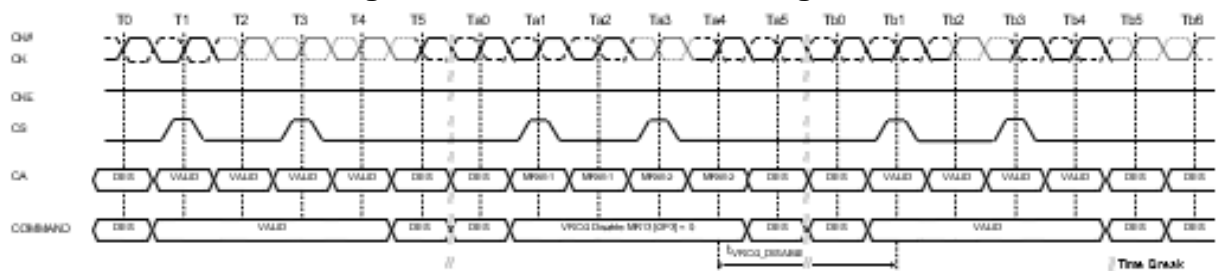 T0 T1 T2 T3 T4 T5 Ta0 Ta1 Ta2 Ta3 Ta4 Ta5 Tb0 Tb1 Tb2 Tb3 Tb4 Tb5 Tb6
CK#
CK
CKE
CS
CA DES VALID VALID VALID VALID DES DES MRW-1 MRW-1 MRW-2 MRW-2 DES DES VALID VALID VALID VALID DES DES
COMMAND DES VALID DES DES VRCG Disable MR13 [OP3] = 0 DES DES VALID DES DES
tVRCG_DISABLE
Time Break